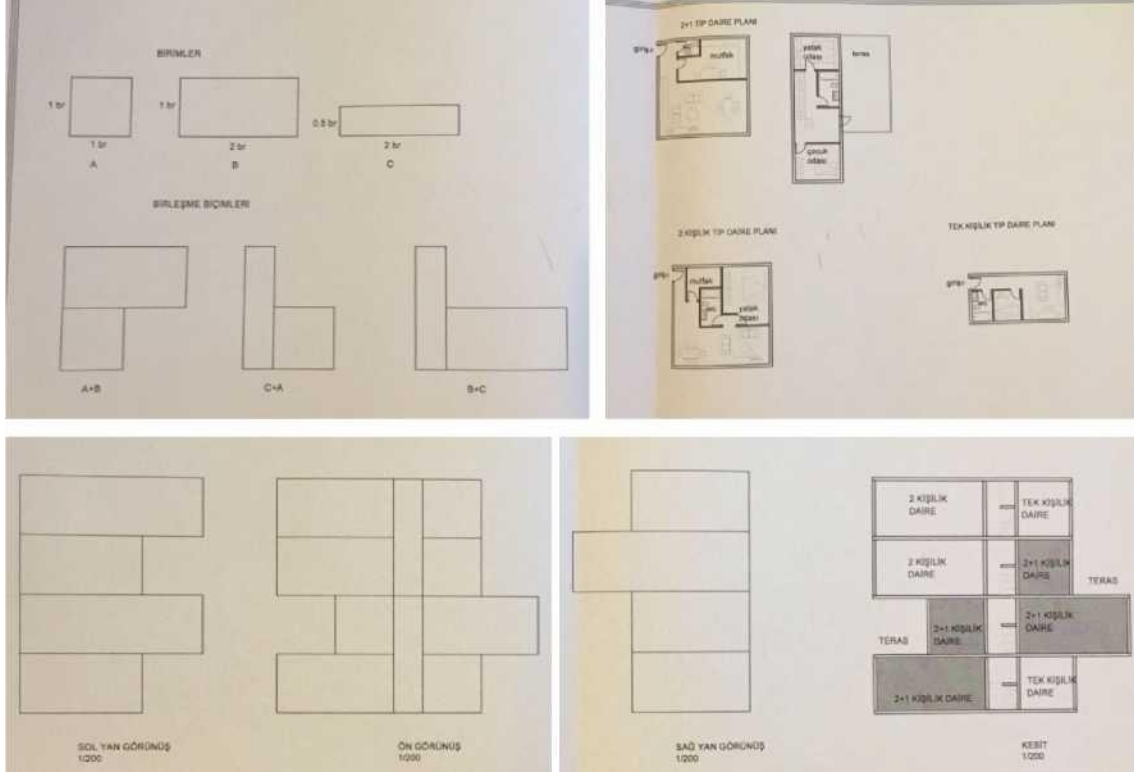 BİRİMLER
1 br
1 br
A
1 br
2 br
B
0.5 br
2 br
C
BİRLEŞME BİÇİMLERİ
A+B
C+A
B+C
2+1 TİP DAİRE PLANI
giriş
mutfak
yatak
odası
teras
çocuk
odası
2 KİŞİLİK TİP DAİRE PLANI
giriş
mutfak
yatak
odası
TEK KİŞİLİK TİP DAİRE PLANI
giriş
SOL YAN GÖRÜNÜŞ
1/200
ÖN GÖRÜNÜŞ
1/200
SAĞ YAN GÖRÜNÜŞ
1/200
2 KİŞİLİK
DAİRE
TEK KİŞİLİK
DAİRE
2 KİŞİLİK
DAİRE
2+1 KİŞİLİK
DAİRE
TERAS
TERAS
2+1 KİŞİLİK
DAİRE
2+1 KİŞİLİK
DAİRE
2+1 KİŞİLİK DAİRE
TEK KİŞİLİK
DAİRE
KESİT
1/200